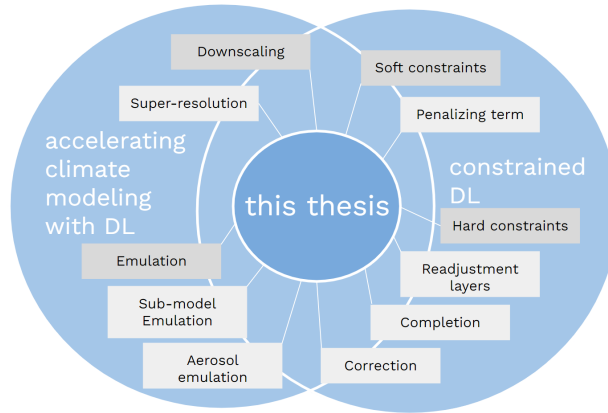 Downscaling
Soft constraints
Super-resolution
Penalizing term
accelerating
climate
modeling
with DL
this thesis
constrained
DL
Hard constraints
Emulation
Readjustment
layers
Sub-model
Emulation
Completion
Aerosol
emulation
Correction